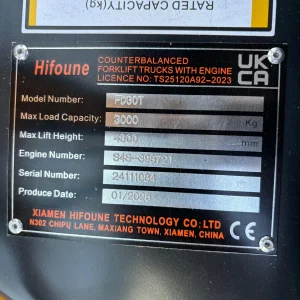 RATED CAPACITY(kg)
Hifoune
COUNTERBALANCED
FORKLIFT TRUCKS WITH ENGINE
LICENCE NO: TS25120A92-2023
UK
CA
Model Number: FD30T
Max Load Capacity: 3000 Kg
Max Lift Height: mm
Engine Number:
Serial Number: 24111084
Produce Date: 01/2025
XIAMEN HIFOUNE TECHNOLOGY CO; LTD
N302 CHIPU LANE, MAXIANG TOWN, XIAMEN, CHINA
CE